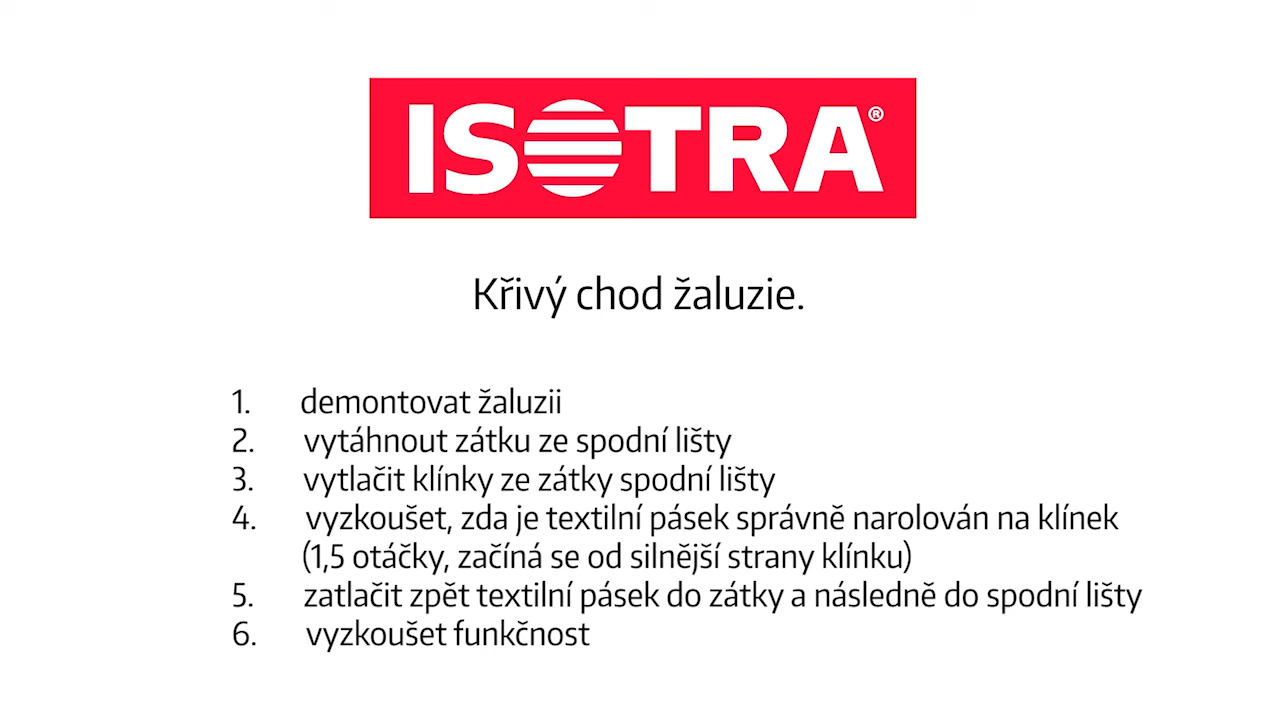 ISOTRA®
Křivý chod žaluzie.
1. demontovat žaluzii
2. vytáhnout zátku ze spodní lišty
3. vytlačit klínky ze zátky spodní lišty
4. vyzkoušet, zda je textilní pásek správně narolován na klínek
(1,5 otáčky, začíná se od silnější strany klínku)
5. zatlačit zpět textilní pásek do zátky a následně do spodní lišty
6. vyzkoušet funkčnost